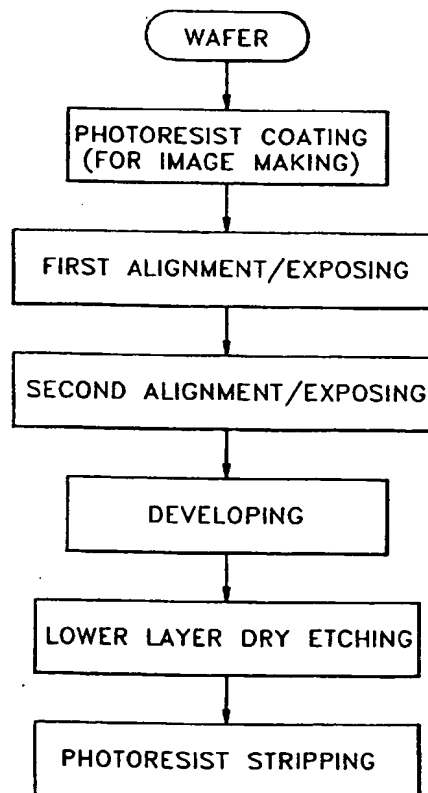 WAFER
PHOTORESIST COATING
(FOR IMAGE MAKING)
FIRST ALIGNMENT/EXPOSING
SECOND ALIGNMENT/EXPOSING
DEVELOPING
LOWER LAYER DRY ETCHING
PHOTORESIST STRIPPING